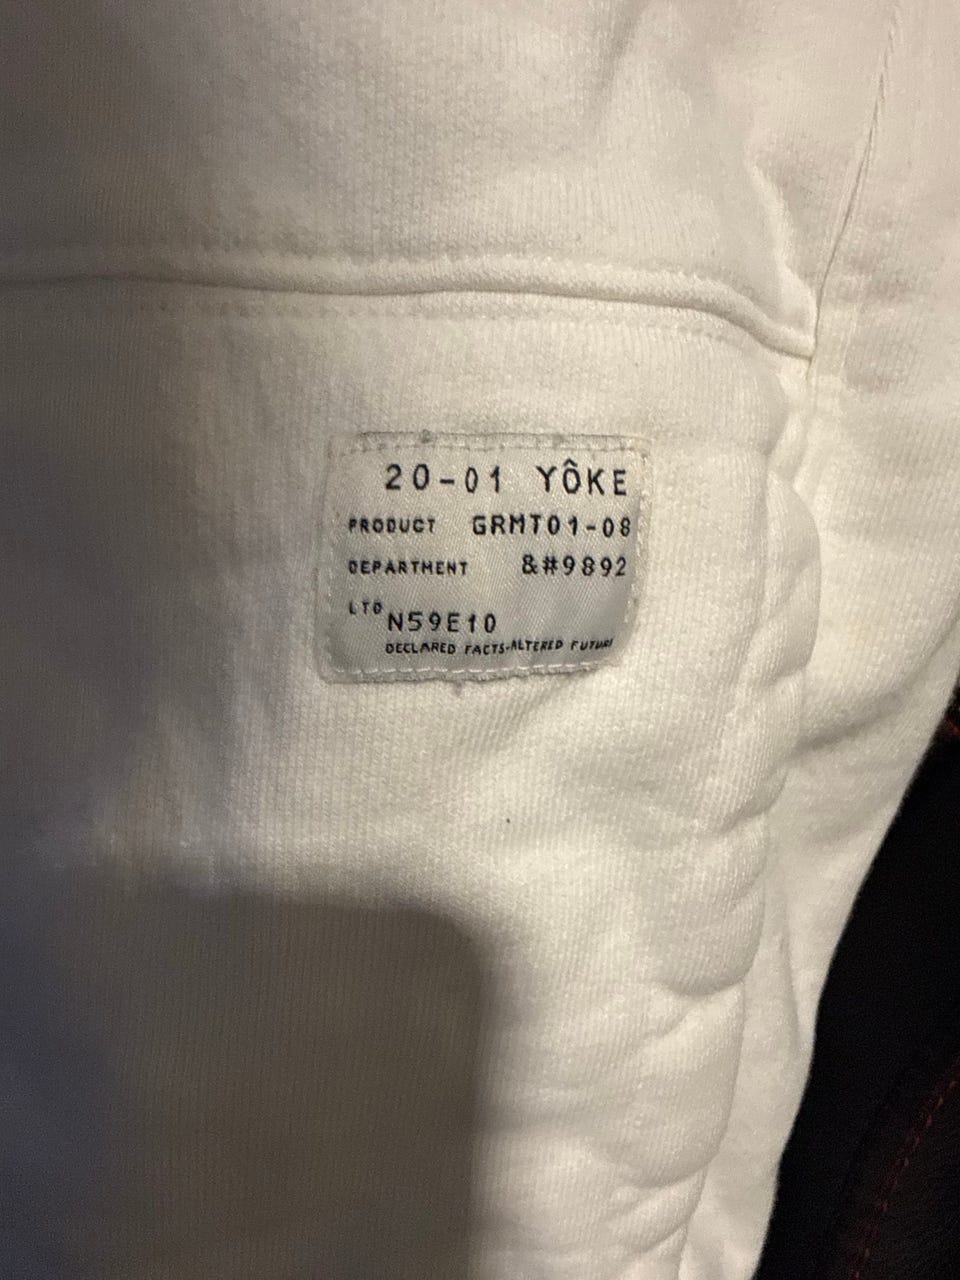 20-01 YÔKE
PRODUCT GRMT01-08
DEPARTMENT &#9892
LTD N59E10
DECLARED FACTS-ALTERED FUTURE